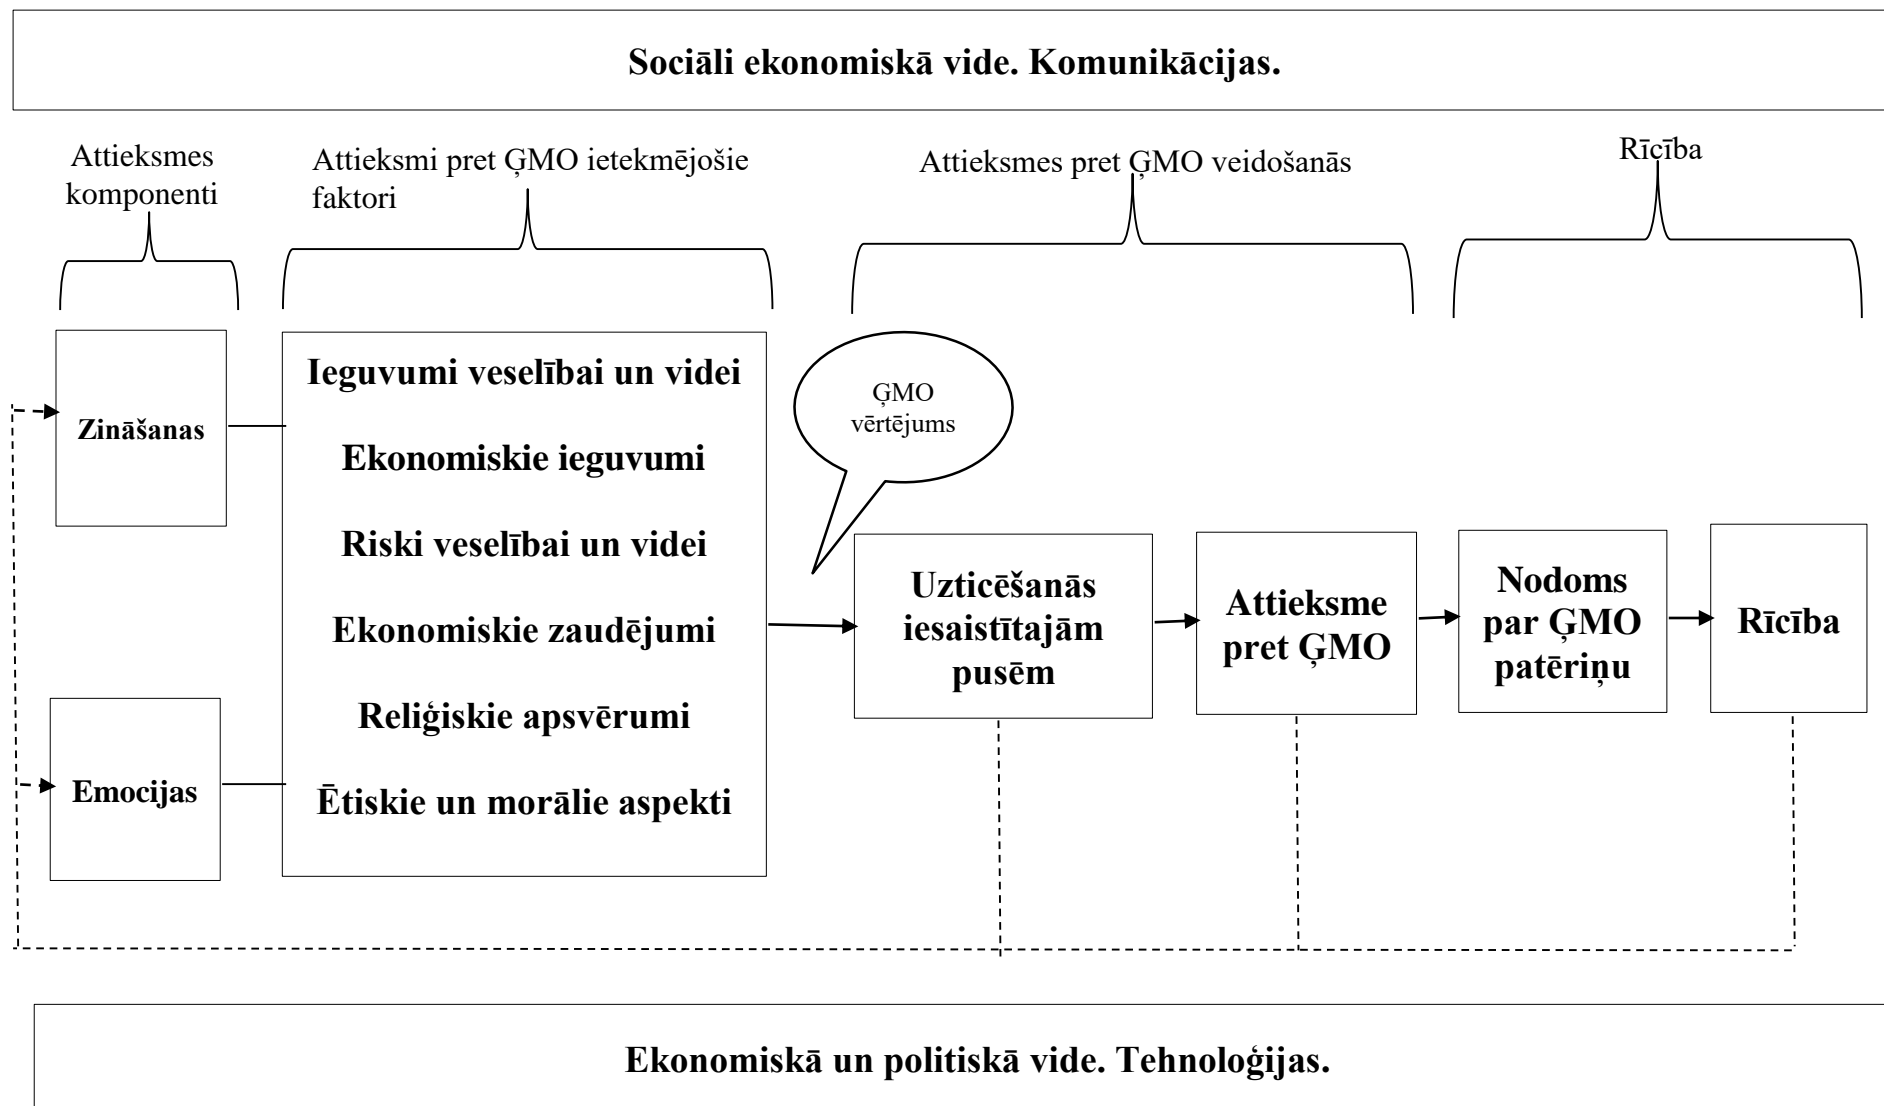 Sociāli ekonomiskā vide. Komunikācijas.
Attieksmes
komponenti
Attieksmi pret ĢMO ietekmējošie
faktori
Attieksmes pret ĢMO veidošanās
Rīcība
Zināšanas
Emocijas
Ieguvumi veselībai un videi
Ekonomiskie ieguvumi
Riski veselībai un videi
Ekonomiskie zaudējumi
Reliģiskie apsvērumi
Ētiskie un morālie aspekti
ĢMO
vērtējums
Uzticēšanās
iesaistītajām
pusēm
Attieksme
pret ĢMO
Nodoms
par ĢMO
patēriņu
Rīcība
Ekonomiskā un politiskā vide. Tehnoloģijas.